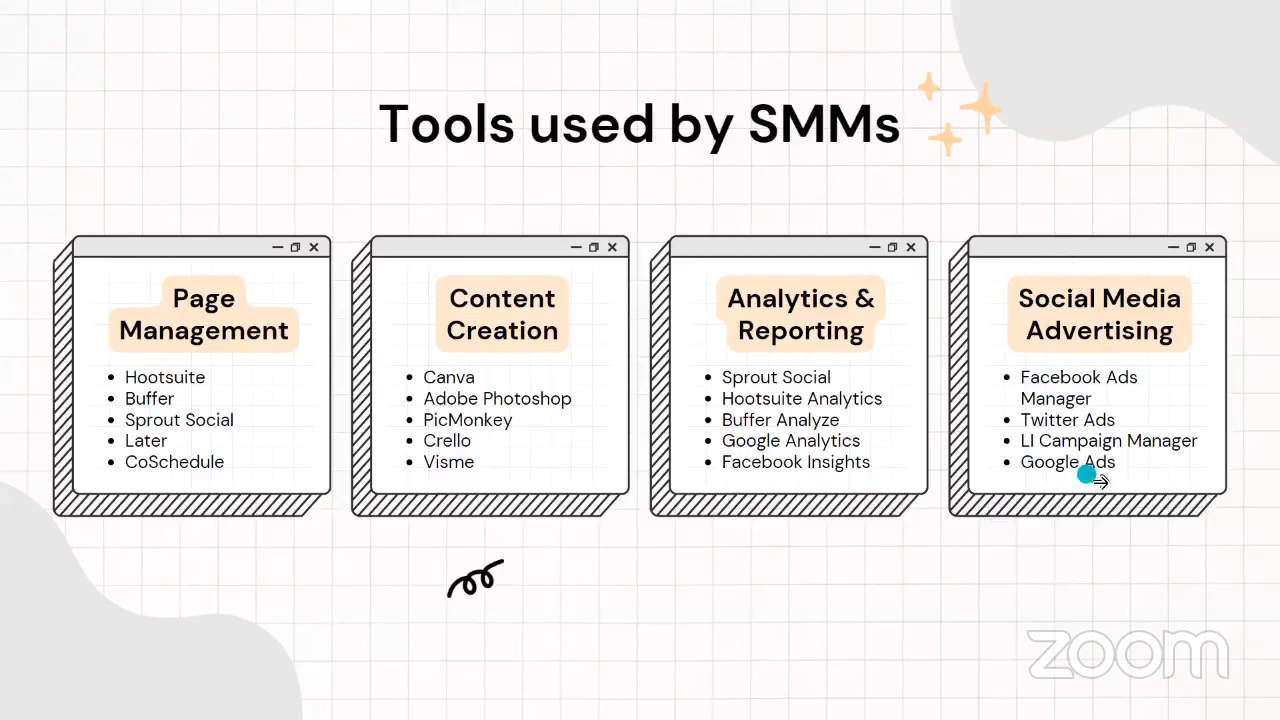 Tools used by SMMs
Page
Management
Hootsuite
Buffer
Sprout Social
Later
CoSchedule
Content
Creation
Canva
Adobe Photoshop
PicMonkey
Crello
Visme
Analytics &
Reporting
Sprout Social
Hootsuite Analytics
Buffer Analyze
Google Analytics
Facebook Insights
Social Media
Advertising
Facebook Ads
Manager
Twitter Ads
LI Campaign Manager
Google Ads
zoom